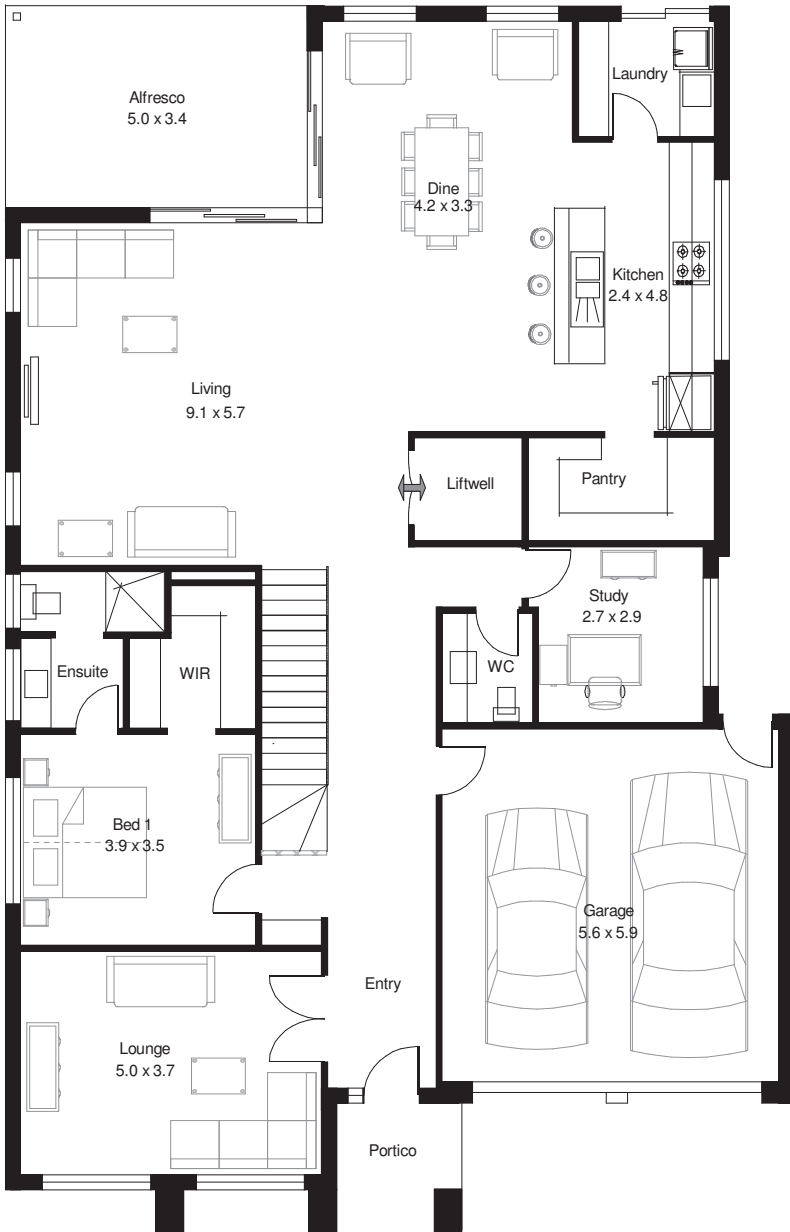 Laundry
Alfresco
5.0 x 3.4
Dine
4.2 x 3.3
Kitchen
2.4 x 4.8
Living
9.1 x 5.7
Liftwell
Pantry
Study
2.7 x 2.9
WC
Ensuite
WIR
Bed 1
3.9 x 3.5
Garage
5.6 x 5.9
Entry
Lounge
5.0 x 3.7
Portico